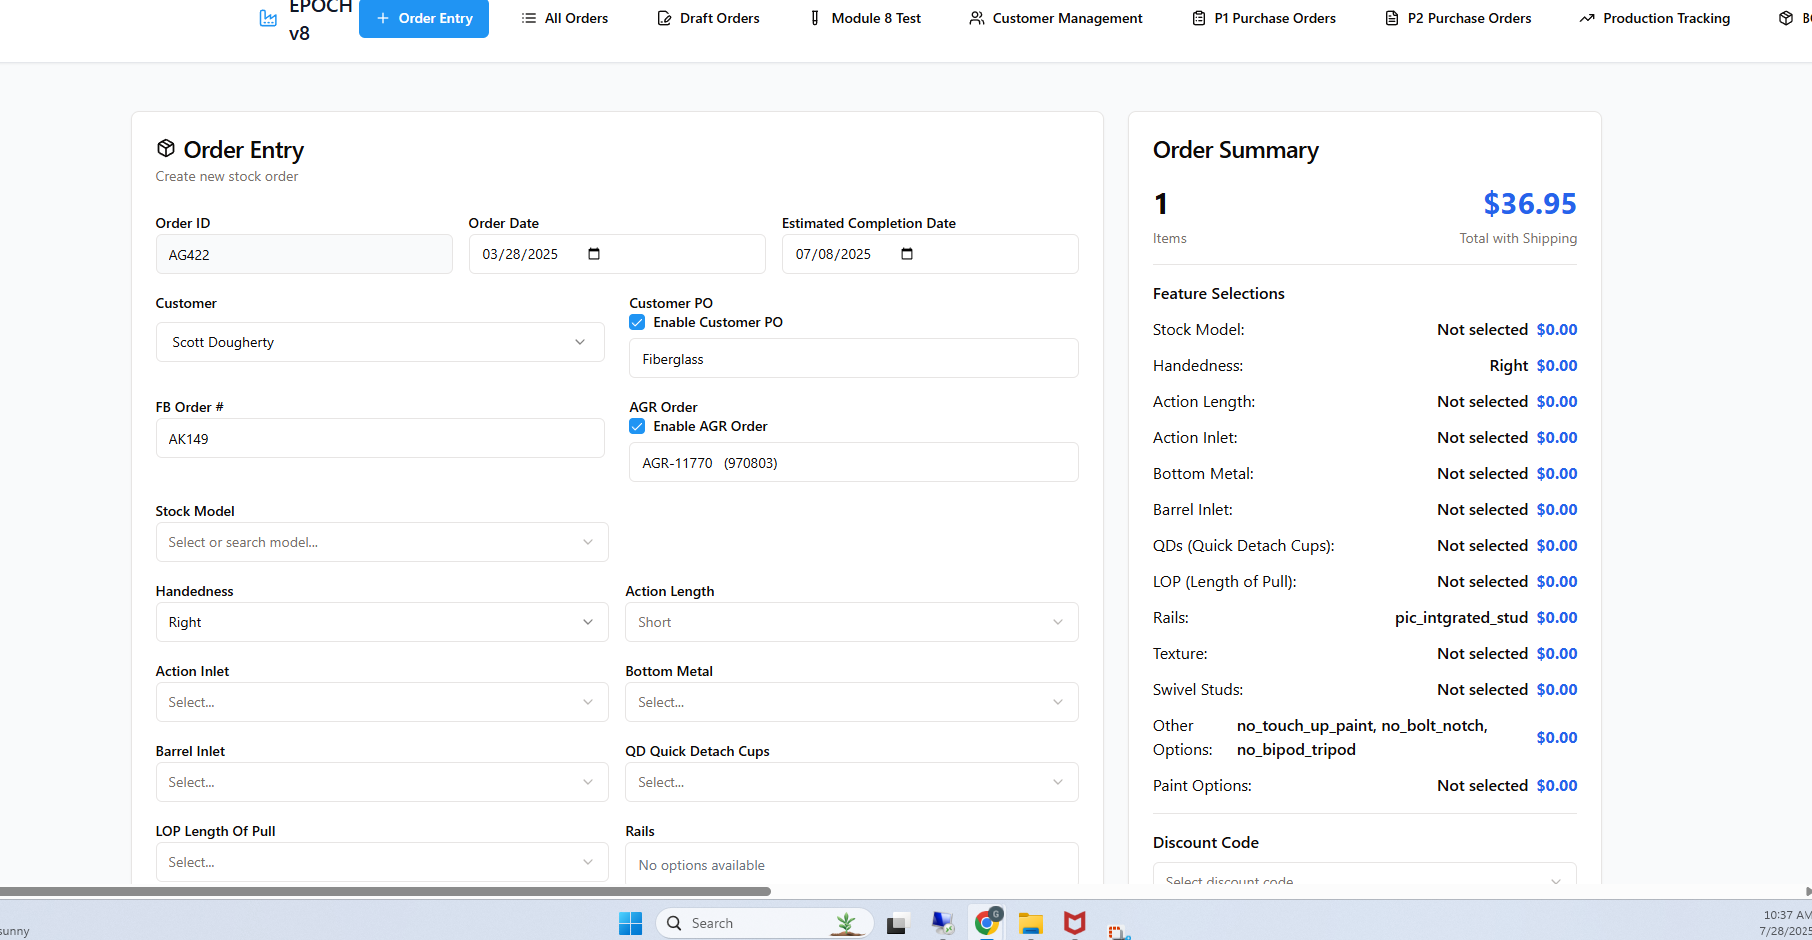 EPOCH
v8
Order Entry
All Orders
Draft Orders
Module 8 Test
Customer Management
P1 Purchase Orders
P2 Purchase Orders
Production Tracking
Order Entry
Create new stock order
Order ID
Order Date
Estimated Completion Date
AG422
03/28/2025
07/08/2025
Customer
Customer PO
Enable Customer PO
Scott Dougherty
Fiberglass
FB Order #
AGR Order
Enable AGR Order
AK149
AGR-11770 (970803)
Stock Model
Select or search model...
Handedness
Action Length
Right
Short
Action Inlet
Bottom Metal
Select...
Select...
Barrel Inlet
QD Quick Detach Cups
Select...
Select...
LOP Length Of Pull
Rails
Select...
No options available
Order Summary
1
$36.95
Items
Total with Shipping
Feature Selections
Stock Model: Not selected $0.00
Handedness: Right $0.00
Action Length: Not selected $0.00
Action Inlet: Not selected $0.00
Bottom Metal: Not selected $0.00
Barrel Inlet: Not selected $0.00
QDs (Quick Detach Cups): Not selected $0.00
LOP (Length of Pull): Not selected $0.00
Rails: pic_intgrated_stud $0.00
Texture: Not selected $0.00
Swivel Studs: Not selected $0.00
Other Options: no_touch_up_paint, no_bolt_notch, no_bipod_tripod $0.00
Paint Options: Not selected $0.00
Discount Code
Select discount code
sunny
Search
G
10:37 AM
7/28/2025